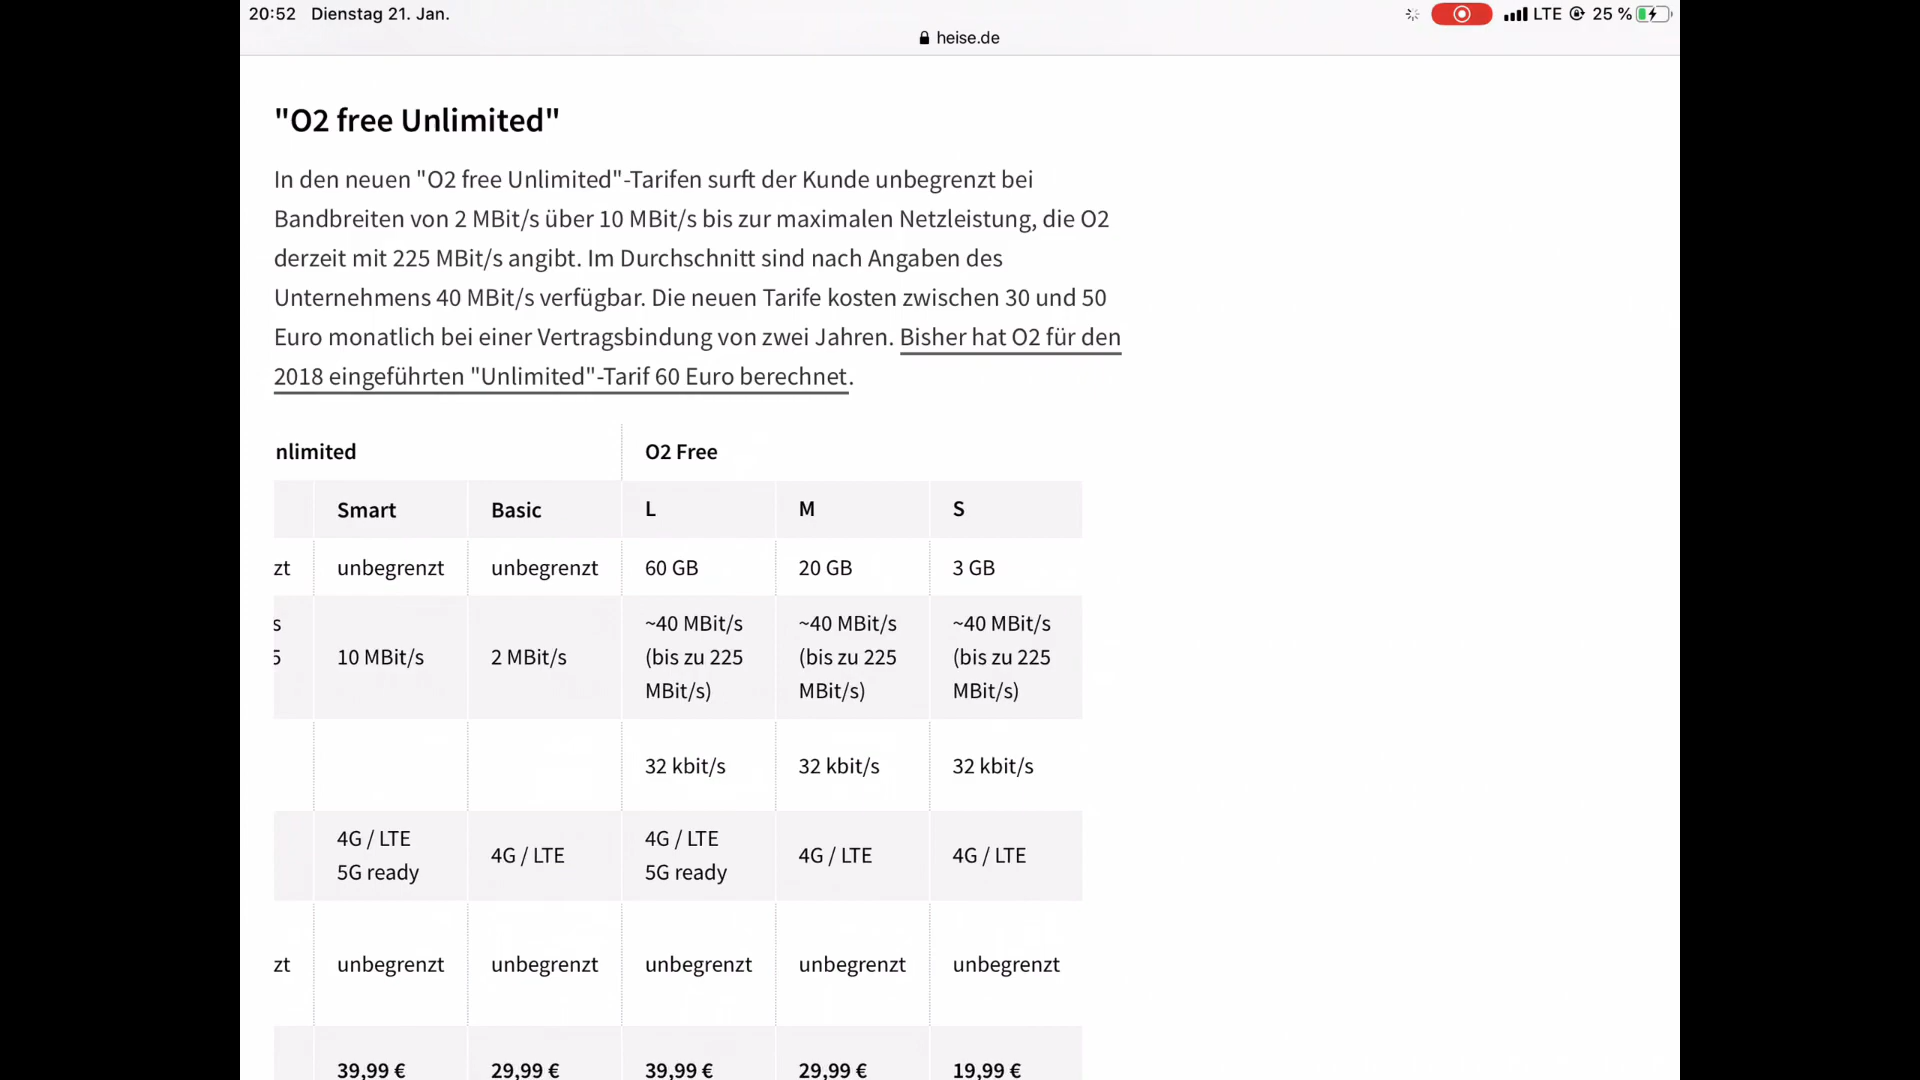 20:52 Dienstag 21. Jan.
LTE 25 %
heise.de
"O2 free Unlimited"
In den neuen "O2 free Unlimited"-Tarifen surft der Kunde unbegrenzt bei
Bandbreiten von 2 MBit/s über 10 MBit/s bis zur maximalen Netzleistung, die O2
derzeit mit 225 MBit/s angibt. Im Durchschnitt sind nach Angaben des
Unternehmens 40 MBit/s verfügbar. Die neuen Tarife kosten zwischen 30 und 50
Euro monatlich bei einer Vertragsbindung von zwei Jahren. Bisher hat O2 für den
2018 eingeführten "Unlimited"-Tarif 60 Euro berechnet.
nlimited O2 Free
Smart Basic L M S
zt unbegrenzt unbegrenzt 60 GB 20 GB 3 GB
s ~40 MBit/s ~40 MBit/s ~40 MBit/s
5 10 MBit/s 2 MBit/s (bis zu 225 (bis zu 225 (bis zu 225
MBit/s) MBit/s) MBit/s)
32 kbit/s 32 kbit/s 32 kbit/s
4G / LTE 4G / LTE
4G / LTE 4G / LTE 4G / LTE
5G ready 5G ready
zt unbegrenzt unbegrenzt unbegrenzt unbegrenzt unbegrenzt
39,99 € 29,99 € 39,99 € 29,99 € 19,99 €